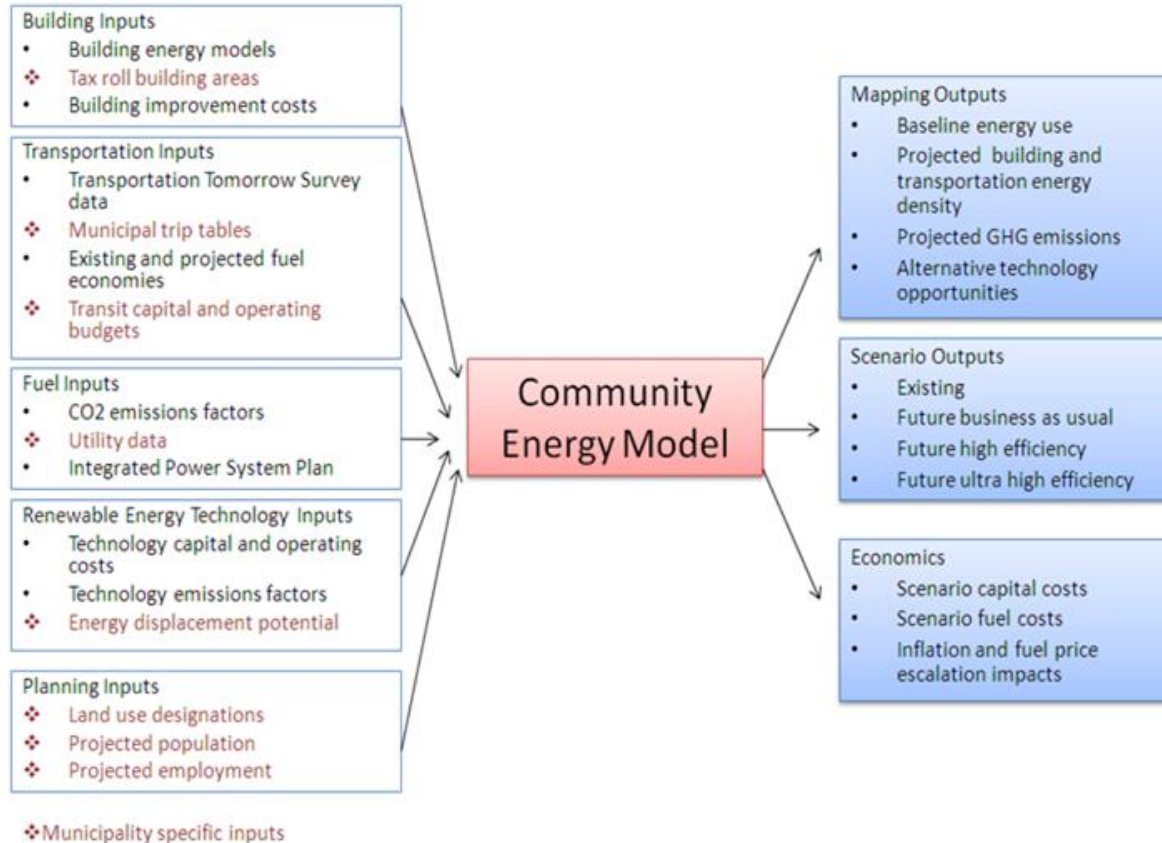 Building Inputs
• Building energy models
❖ Tax roll building areas
• Building improvement costs
Transportation Inputs
• Transportation Tomorrow Survey
data
❖ Municipal trip tables
• Existing and projected fuel
economies
❖ Transit capital and operating
budgets
Fuel Inputs
• CO2 emissions factors
❖ Utility data
• Integrated Power System Plan
Renewable Energy Technology Inputs
• Technology capital and operating
costs
• Technology emissions factors
❖ Energy displacement potential
Planning Inputs
❖ Land use designations
❖ Projected population
❖ Projected employment
❖Municipality specific inputs
Community
Energy Model
Mapping Outputs
• Baseline energy use
• Projected building and
transportation energy
density
• Projected GHG emissions
• Alternative technology
opportunities
Scenario Outputs
• Existing
• Future business as usual
• Future high efficiency
• Future ultra high efficiency
Economics
• Scenario capital costs
• Scenario fuel costs
• Inflation and fuel price
escalation impacts